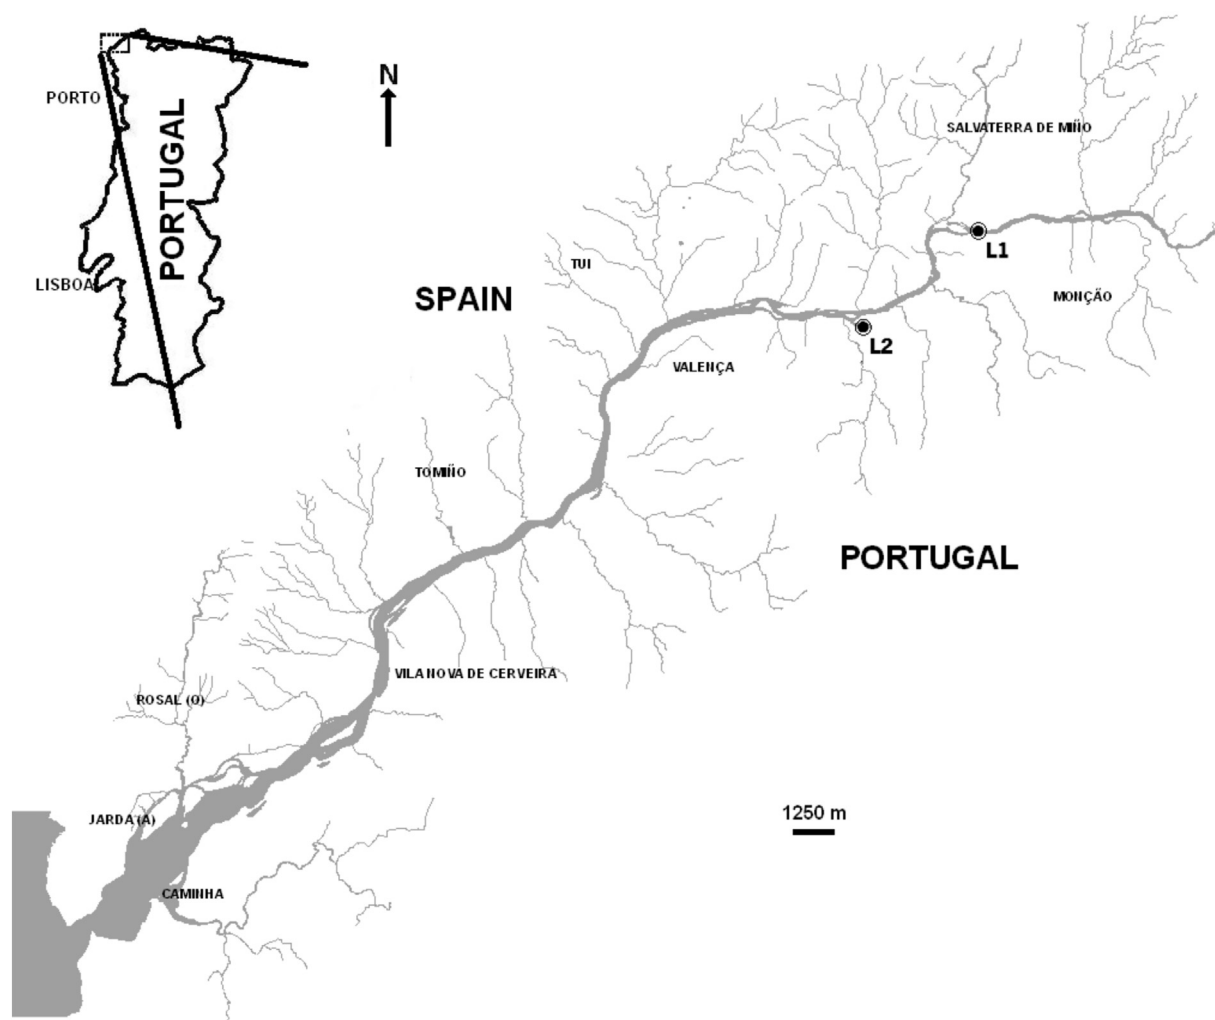 N
PORTO
PORTUGAL
LISBOA
SALVATERRA DE MIÑO
L1
TUI
SPAIN
MONÇÃO
L2
VALENÇA
TOMIÑO
PORTUGAL
VILA NOVA DE CERVEIRA
ROSAL (O)
1250 m
JARDA (A)
CAMINHA